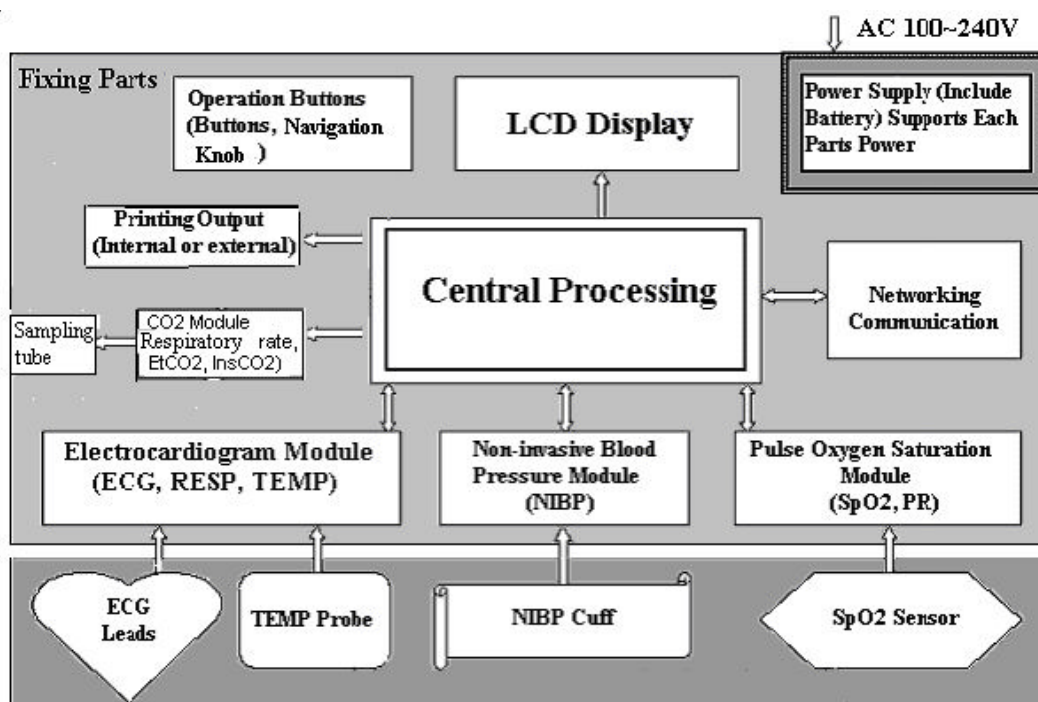 AC 100~240V
Fixing Parts
Operation Buttons
(Buttons, Navigation
Knob )
LCD Display
Power Supply (Include
Battery) Supports Each
Parts Power
Printing Output
(Internal or external)
Central Processing
Networking
Communication
Sampling
tube
CO2 Module
Respiratory rate,
EtCO2, InsCO2)
Electrocardiogram Module
(ECG, RESP, TEMP)
Non-invasive Blood
Pressure Module
(NIBP)
Pulse Oxygen Saturation
Module
(SpO2, PR)
ECG
Leads
TEMP Probe
NIBP Cuff
SpO2 Sensor